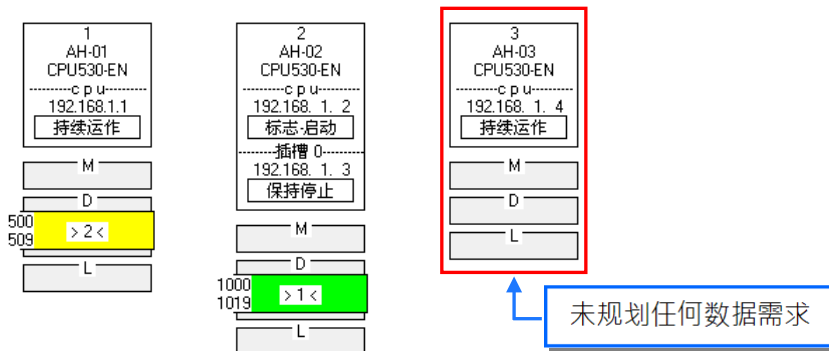 1
AH-01
CPU530-EN
cpu
192.168.1.1
持续运作
M
D
500
509
> 2 <
L
2
AH-02
CPU530-EN
cpu
192.168. 1. 2
标志-启动
插槽 0
192.168. 1. 3
保持停止
M
D
1000
1019
> 1 <
L
3
AH-03
CPU530-EN
cpu
192.168. 1. 4
持续运作
M
D
L
未规划任何数据需求